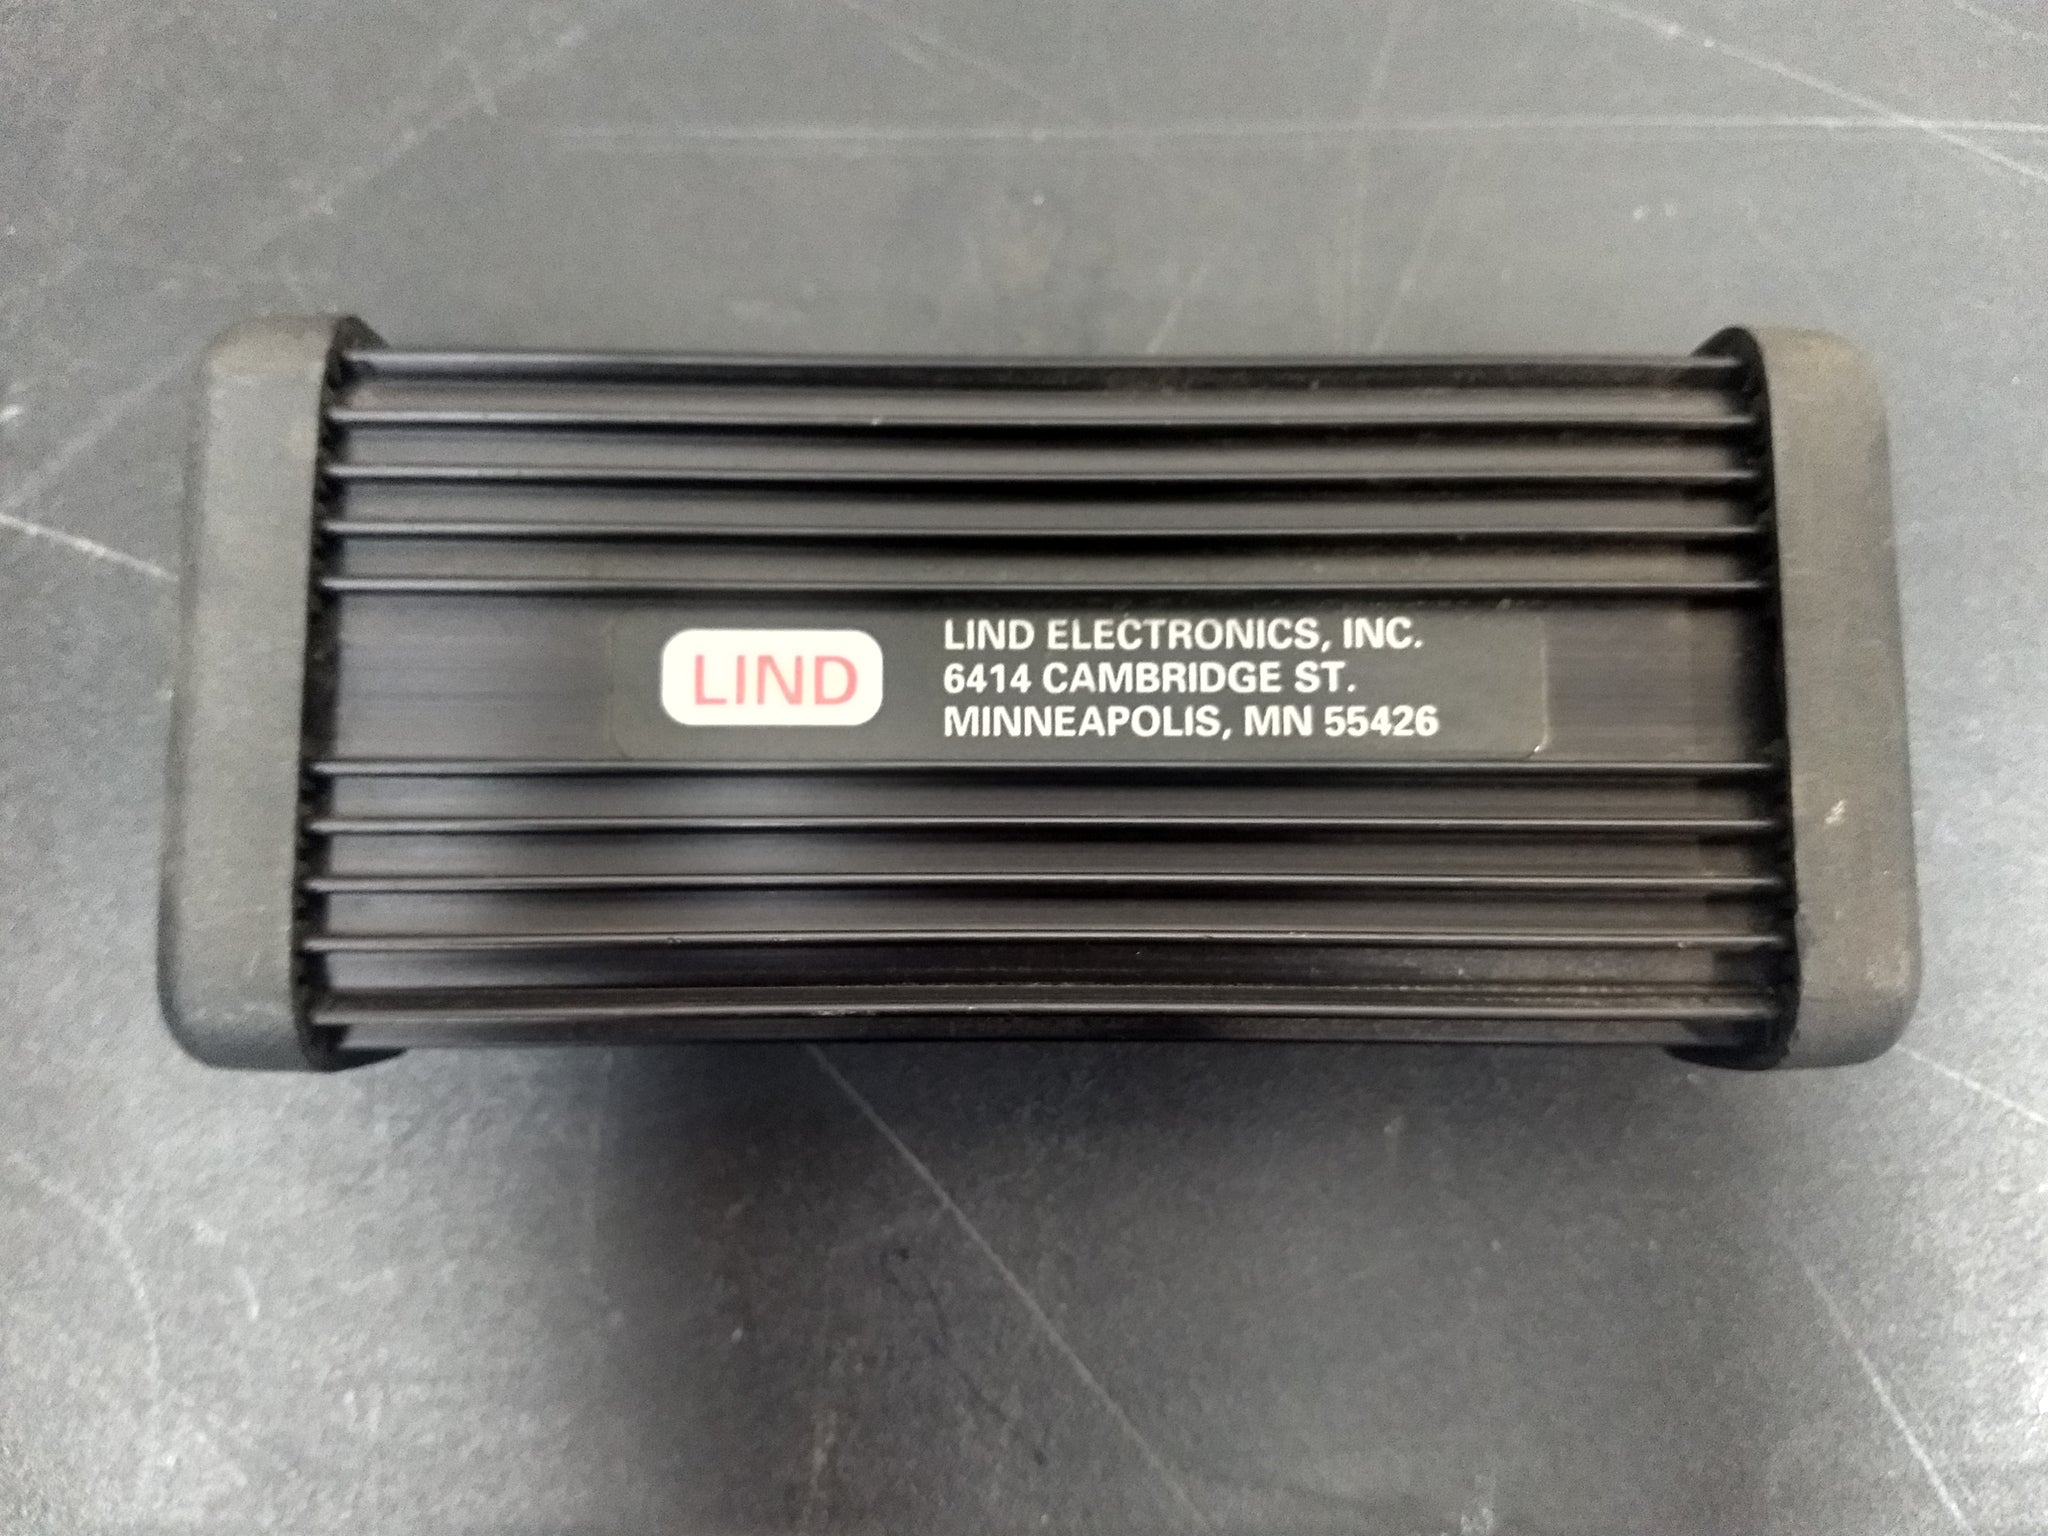 LIND
LIND ELECTRONICS, INC.
6414 CAMBRIDGE ST.
MINNEAPOLIS, MN 55426